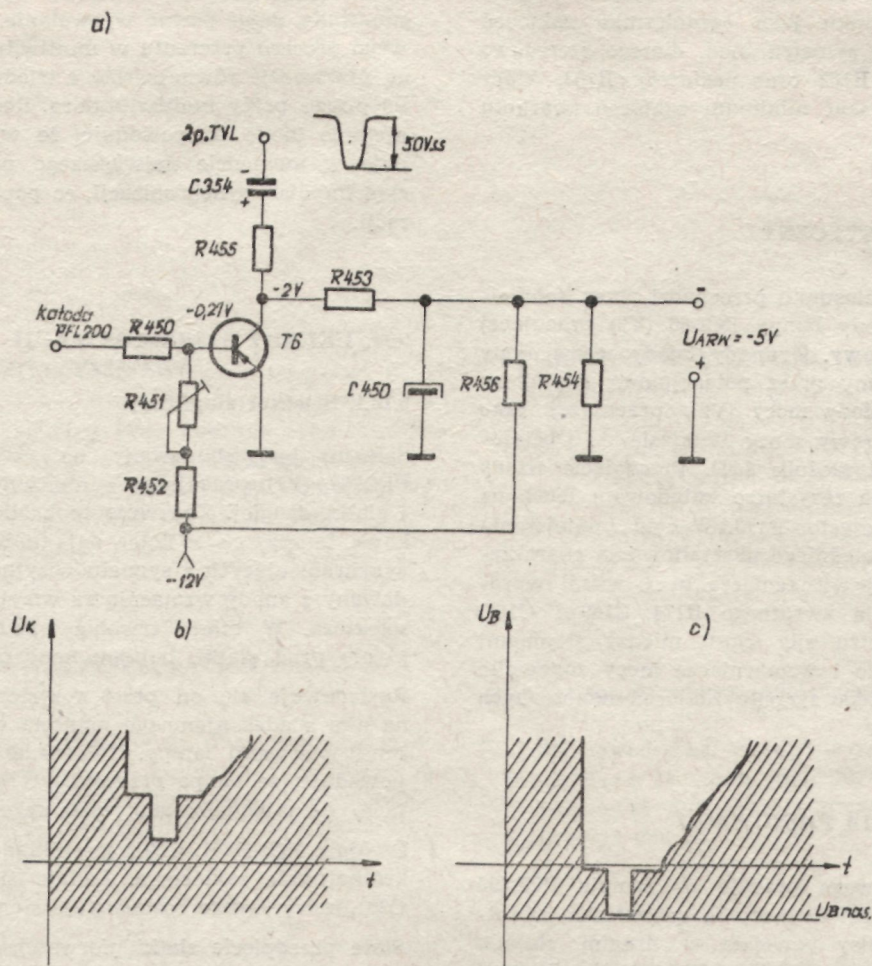 a)
2p.TVL
50Vss
-
C354
+
R455
-2V
R453
-
-0,27V
katoda
PFL200
R450
T6
UARW = -5V
+
R451
C450
R456
R454
R452
-12V
UK
b)
t
UB
c)
t
UBnas.